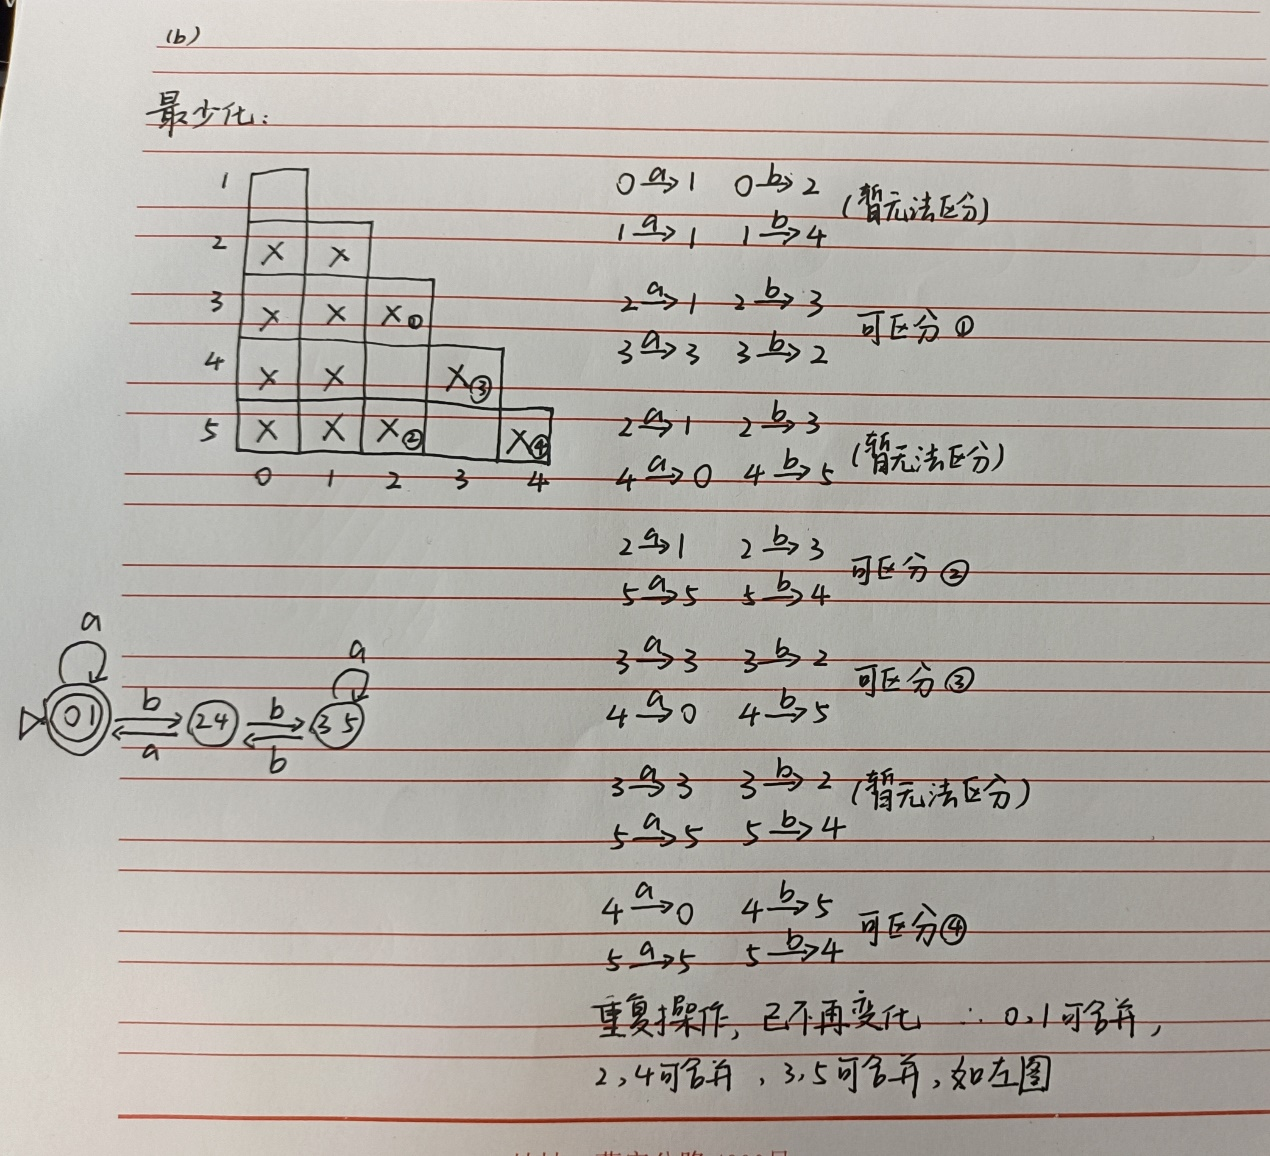 (b)
最少化:
1
2 × ×
3 × × ×①
4 × × ×③
5 × × ×② ×④
0 1 2 3 4
a
a
b
b
01
24
35
a
b
0 a→ 1 0 b→ 2
(暂无法区分)
1 a→ 1 1 b→ 4
2 a→ 1 2 b→ 3
可区分 ①
3 a→ 3 3 b→ 2
2 a→ 1 2 b→ 3
(暂无法区分)
4 a→ 0 4 b→ 5
2 a→ 1 2 b→ 3
可区分 ②
5 a→ 5 5 b→ 4
3 a→ 3 3 b→ 2
可区分 ③
4 a→ 0 4 b→ 5
3 a→ 3 3 b→ 2
(暂无法区分)
5 a→ 5 5 b→ 4
4 a→ 0 4 b→ 5
可区分④
5 a→ 5 5 b→ 4
重复操作, 已不再变化 ∴ 0,1可合并,
2,4可合并, 3,5可合并, 如左图